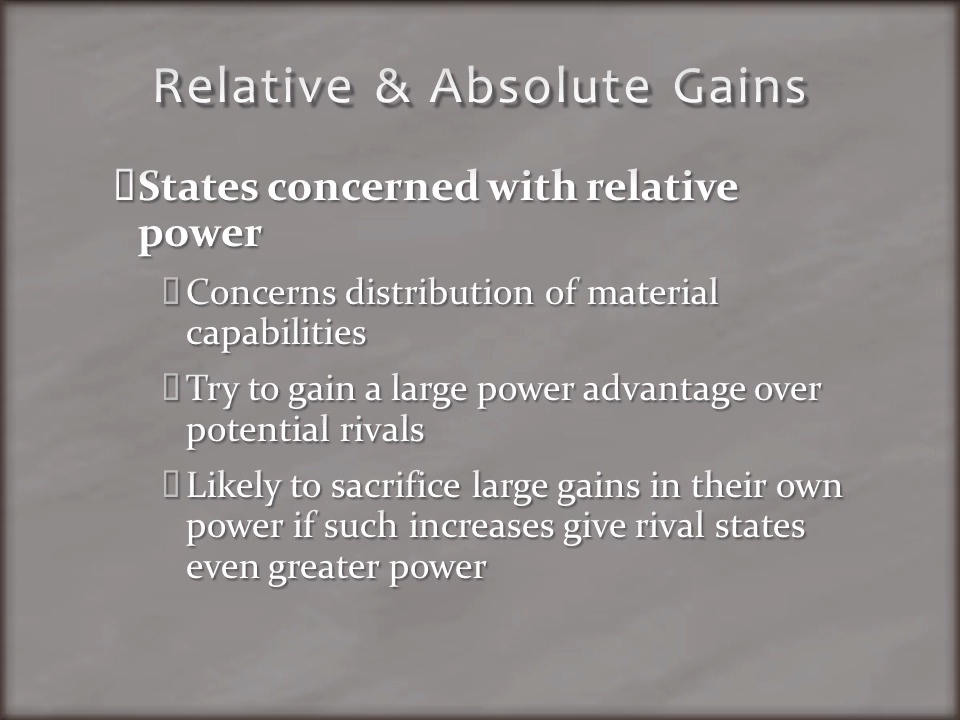 Relative & Absolute Gains
States concerned with relative
power
Concerns distribution of material
capabilities
Try to gain a large power advantage over
potential rivals
Likely to sacrifice large gains in their own
power if such increases give rival states
even greater power